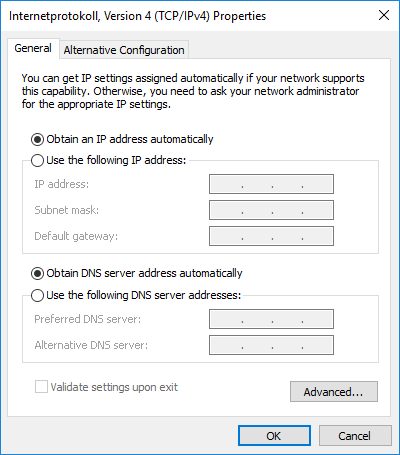 Internetprotokoll, Version 4 (TCP/IPv4) Properties
General
Alternative Configuration
You can get IP settings assigned automatically if your network supports
this capability. Otherwise, you need to ask your network administrator
for the appropriate IP settings.
Obtain an IP address automatically
Use the following IP address:
IP address:
Subnet mask:
Default gateway:
Obtain DNS server address automatically
Use the following DNS server addresses:
Preferred DNS server:
Alternative DNS server:
Validate settings upon exit
Advanced...
OK
Cancel